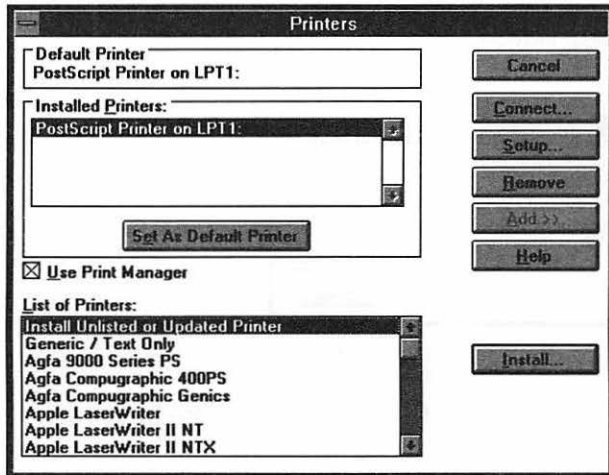 Printers
Default Printer
PostScript Printer on LPT1:
Installed Printers:
PostScript Printer on LPT1:
Set As Default Printer
Use Print Manager
List of Printers:
Install Unlisted or Updated Printer
Generic / Text Only
Agfa 9000 Series PS
Agfa Compugraphic 400PS
Agfa Compugraphic Genics
Apple LaserWriter
Apple LaserWriter II NT
Apple LaserWriter II NTX
Cancel
Connect...
Setup...
Remove
Add >>
Help
Install...